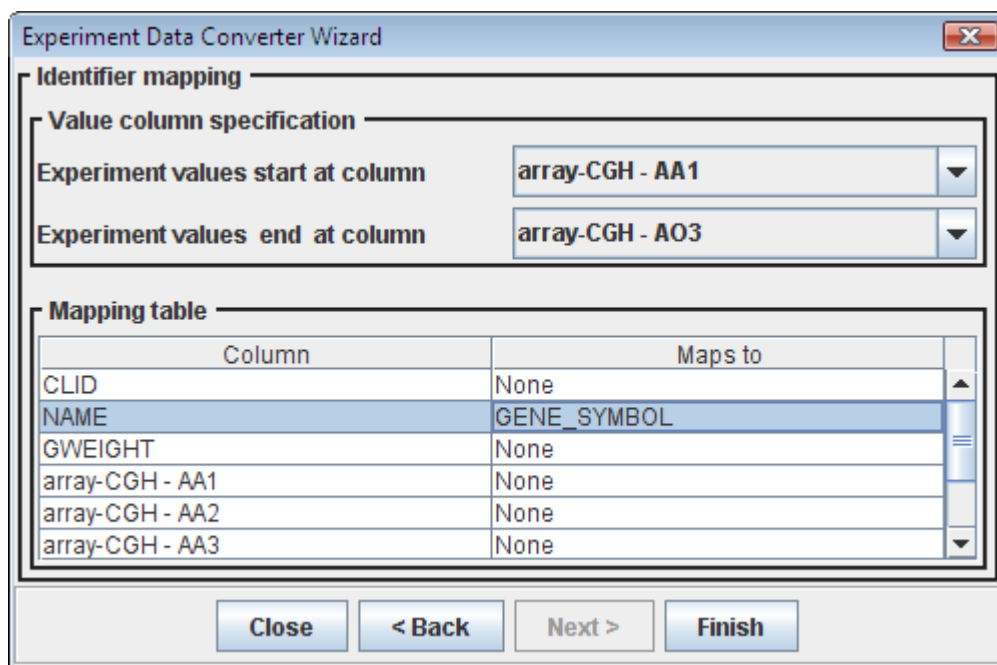 Experiment Data Converter Wizard
Identifier mapping
Value column specification
Experiment values start at column array-CGH - AA1
Experiment values end at column array-CGH - AO3
Mapping table
Column Maps to
CLID None
NAME GENE_SYMBOL
GWEIGHT None
array-CGH - AA1 None
array-CGH - AA2 None
array-CGH - AA3 None
Close < Back Next > Finish